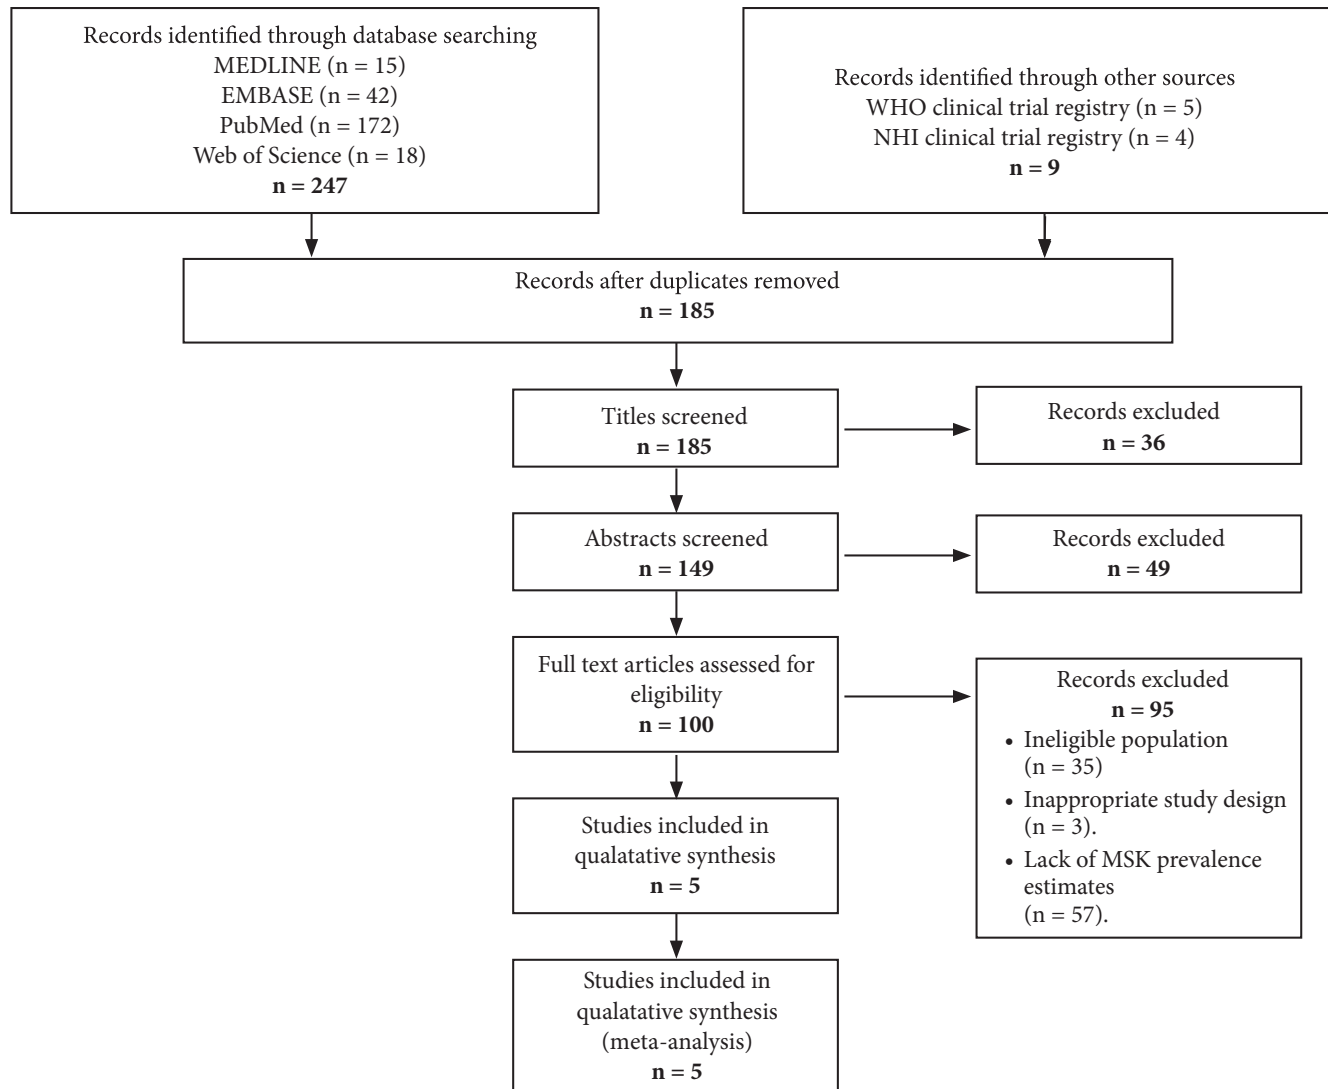 Records identified through database searching
MEDLINE (n = 15)
EMBASE (n = 42)
PubMed (n = 172)
Web of Science (n = 18)
n = 247
Records identified through other sources
WHO clinical trial registry (n = 5)
NHI clinical trial registry (n = 4)
n = 9
Records after duplicates removed
n = 185
Titles screened
n = 185
Records excluded
n = 36
Abstracts screened
n = 149
Records excluded
n = 49
Full text articles assessed for
eligibility
n = 100
Records excluded
n = 95
• Ineligible population
(n = 35)
• Inappropriate study design
(n = 3).
• Lack of MSK prevalence
estimates
(n = 57).
Studies included in
qualatative synthesis
n = 5
Studies included in
qualatative synthesis
(meta-analysis)
n = 5